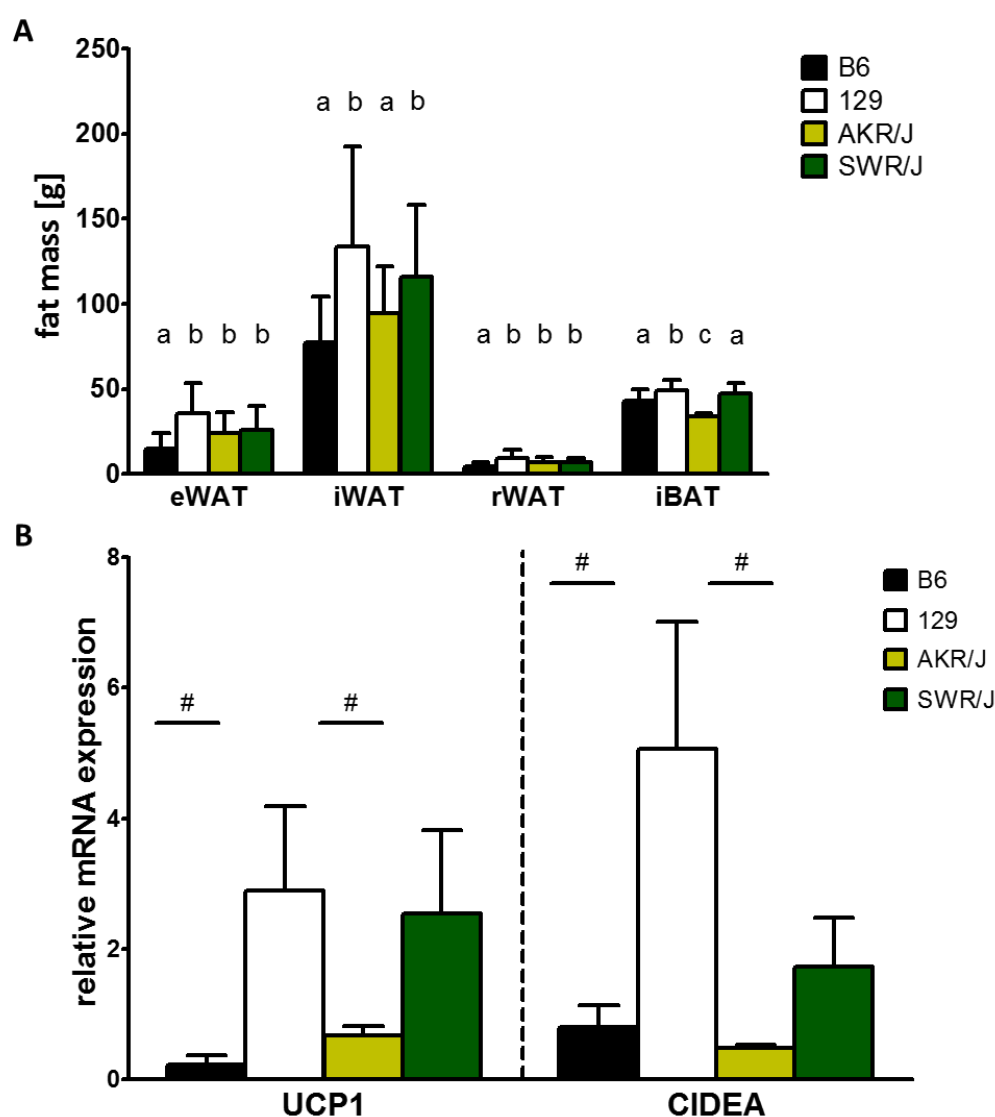 A
250
200
150
100
50
0
fat mass [g]
a b a b
a b b b
a b b b
a b c a
eWAT iWAT rWAT iBAT
B6
129
AKR/J
SWR/J
B
8
6
4
2
0
relative mRNA expression
# #
# #
UCP1 CIDEA
B6
129
AKR/J
SWR/J